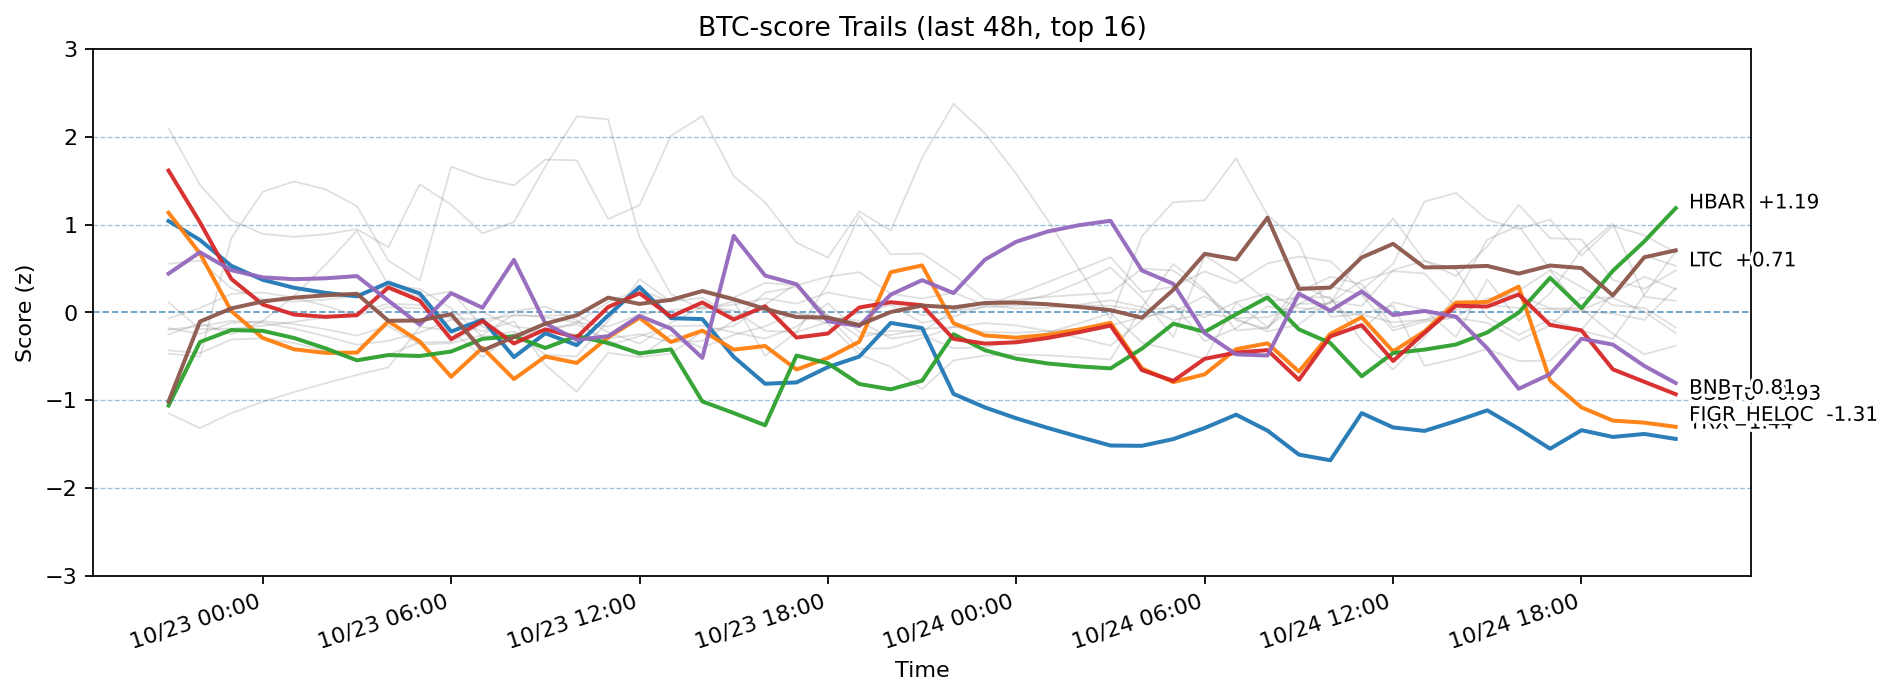 BTC-score Trails (last 48h, top 16)
3
2
1
0
−1
−2
−3
Score (z)
HBAR +1.19
LTC +0.71
BNB -0.81
FIGR_HELOC -1.31
10/23 00:00
10/23 06:00
10/23 12:00
10/23 18:00
10/24 00:00
10/24 06:00
10/24 12:00
10/24 18:00
Time